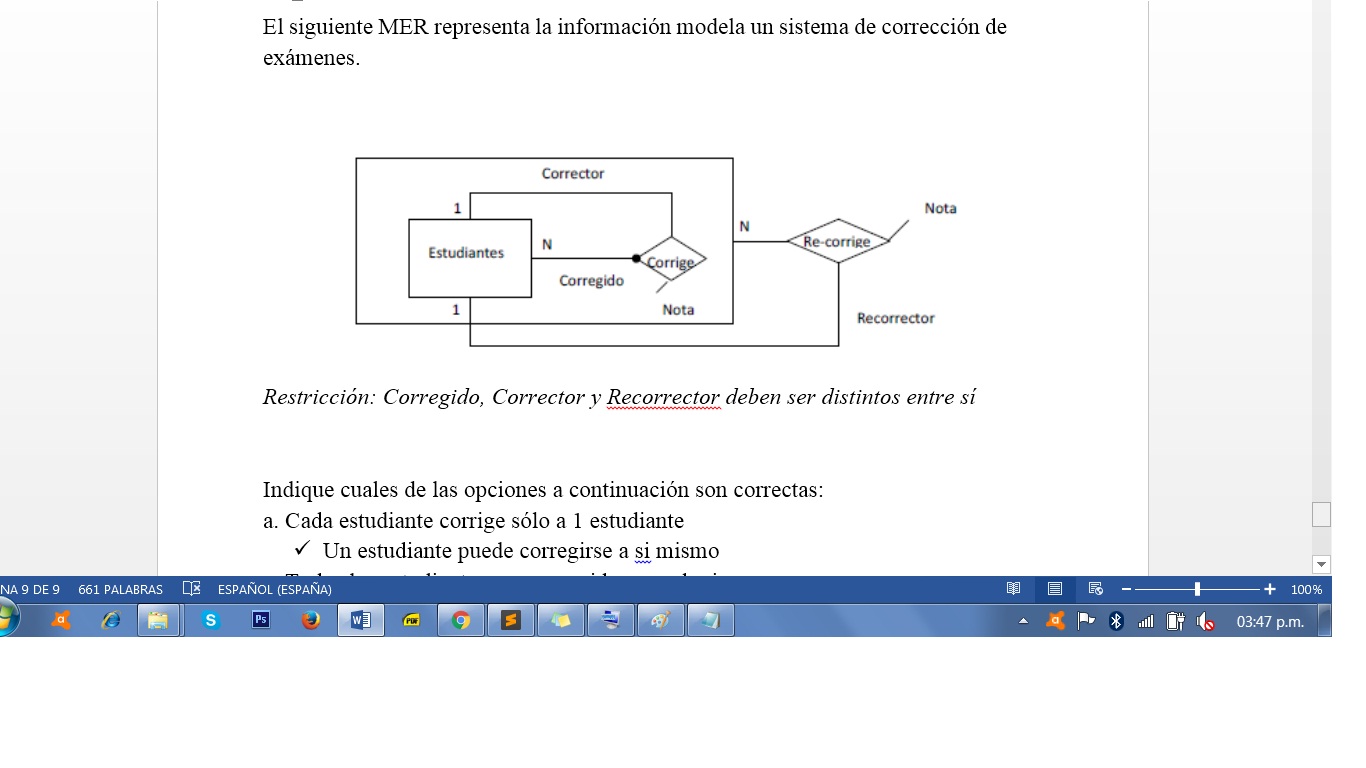 El siguiente MER representa la información modela un sistema de corrección de
exámenes.
Corrector
1
Estudiantes
N
Corrige
Corregido
1
Nota
N
Re-corrige
Nota
Recorrector
Restricción: Corregido, Corrector y Recorrector deben ser distintos entre sí
Indique cuales de las opciones a continuación son correctas:
a. Cada estudiante corrige sólo a 1 estudiante
✓ Un estudiante puede corregirse a si mismo
NA 9 DE 9 661 PALABRAS ESPAÑOL (ESPAÑA) 100%
03:47 p.m.